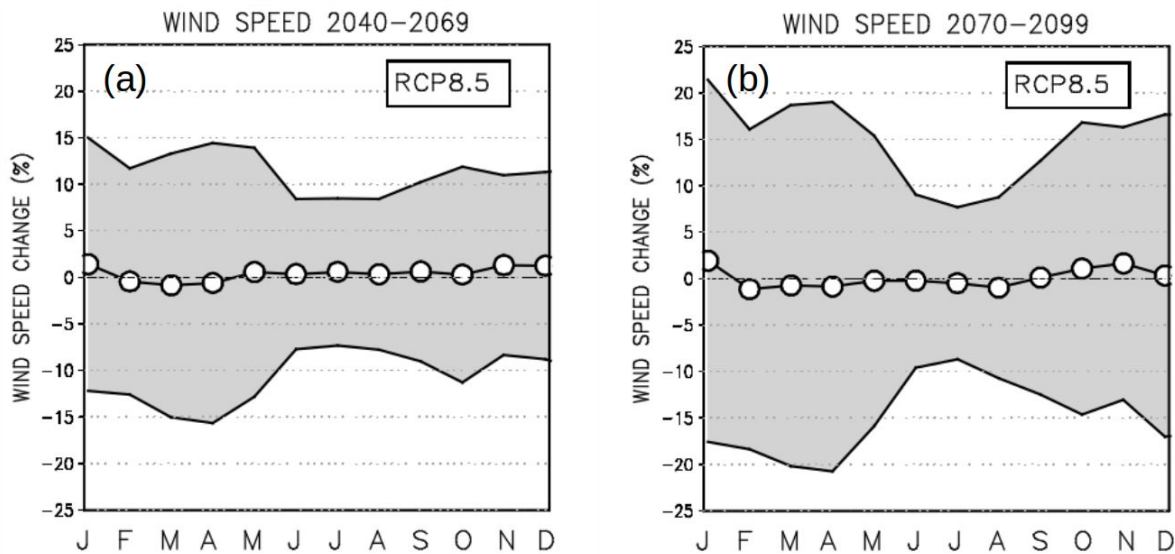 WIND SPEED 2040-2069
(a)
RCP8.5
WIND SPEED CHANGE (%)
25
20
15
10
5
0
-5
-10
-15
-20
-25
J F M A M J J A S O N D
WIND SPEED 2070-2099
(b)
RCP8.5
WIND SPEED CHANGE (%)
25
20
15
10
5
0
-5
-10
-15
-20
-25
J F M A M J J A S O N D